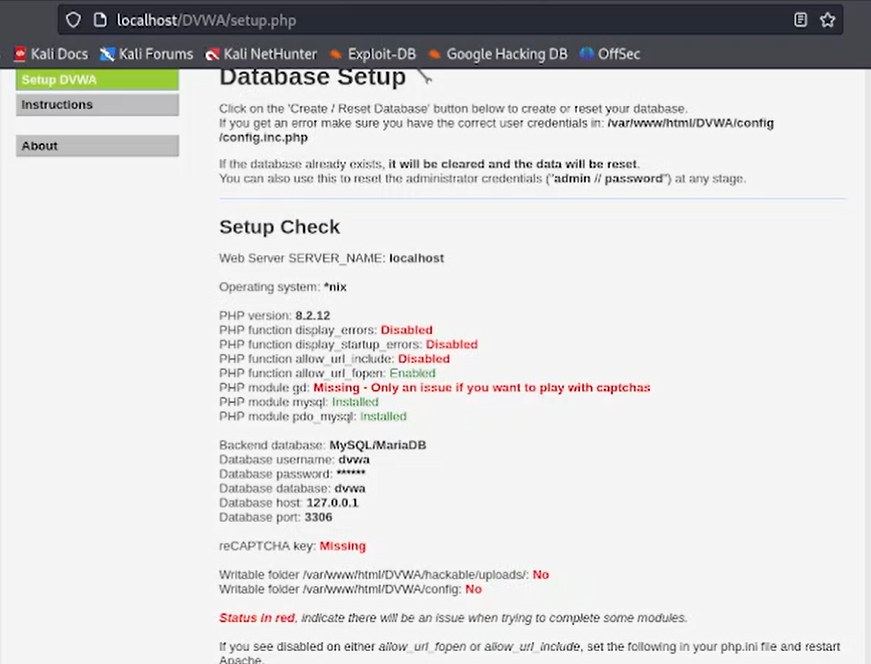 localhost/DVWA/setup.php
Kali Docs Kali Forums Kali NetHunter Exploit-DB Google Hacking DB OffSec
Setup DVWA
Instructions
About
Database Setup
Click on the 'Create / Reset Database' button below to create or reset your database.
If you get an error make sure you have the correct user credentials in: /var/www/html/DVWA/config
/config.inc.php
If the database already exists, it will be cleared and the data will be reset.
You can also use this to reset the administrator credentials ("admin // password") at any stage.
Setup Check
Web Server SERVER_NAME: localhost
Operating system: *nix
PHP version: 8.2.12
PHP function display_errors: Disabled
PHP function display_startup_errors: Disabled
PHP function allow_url_include: Disabled
PHP function allow_url_fopen: Enabled
PHP module gd: Missing - Only an issue if you want to play with captchas
PHP module mysql: Installed
PHP module pdo_mysql: Installed
Backend database: MySQL/MariaDB
Database username: dvwa
Database password: ******
Database database: dvwa
Database host: 127.0.0.1
Database port: 3306
reCAPTCHA key: Missing
Writable folder /var/www/html/DVWA/hackable/uploads/: No
Writable folder /var/www/html/DVWA/config: No
Status in red, indicate there will be an issue when trying to complete some modules.
If you see disabled on either allow_url_fopen or allow_url_include, set the following in your php.ini file and restart
Apache.